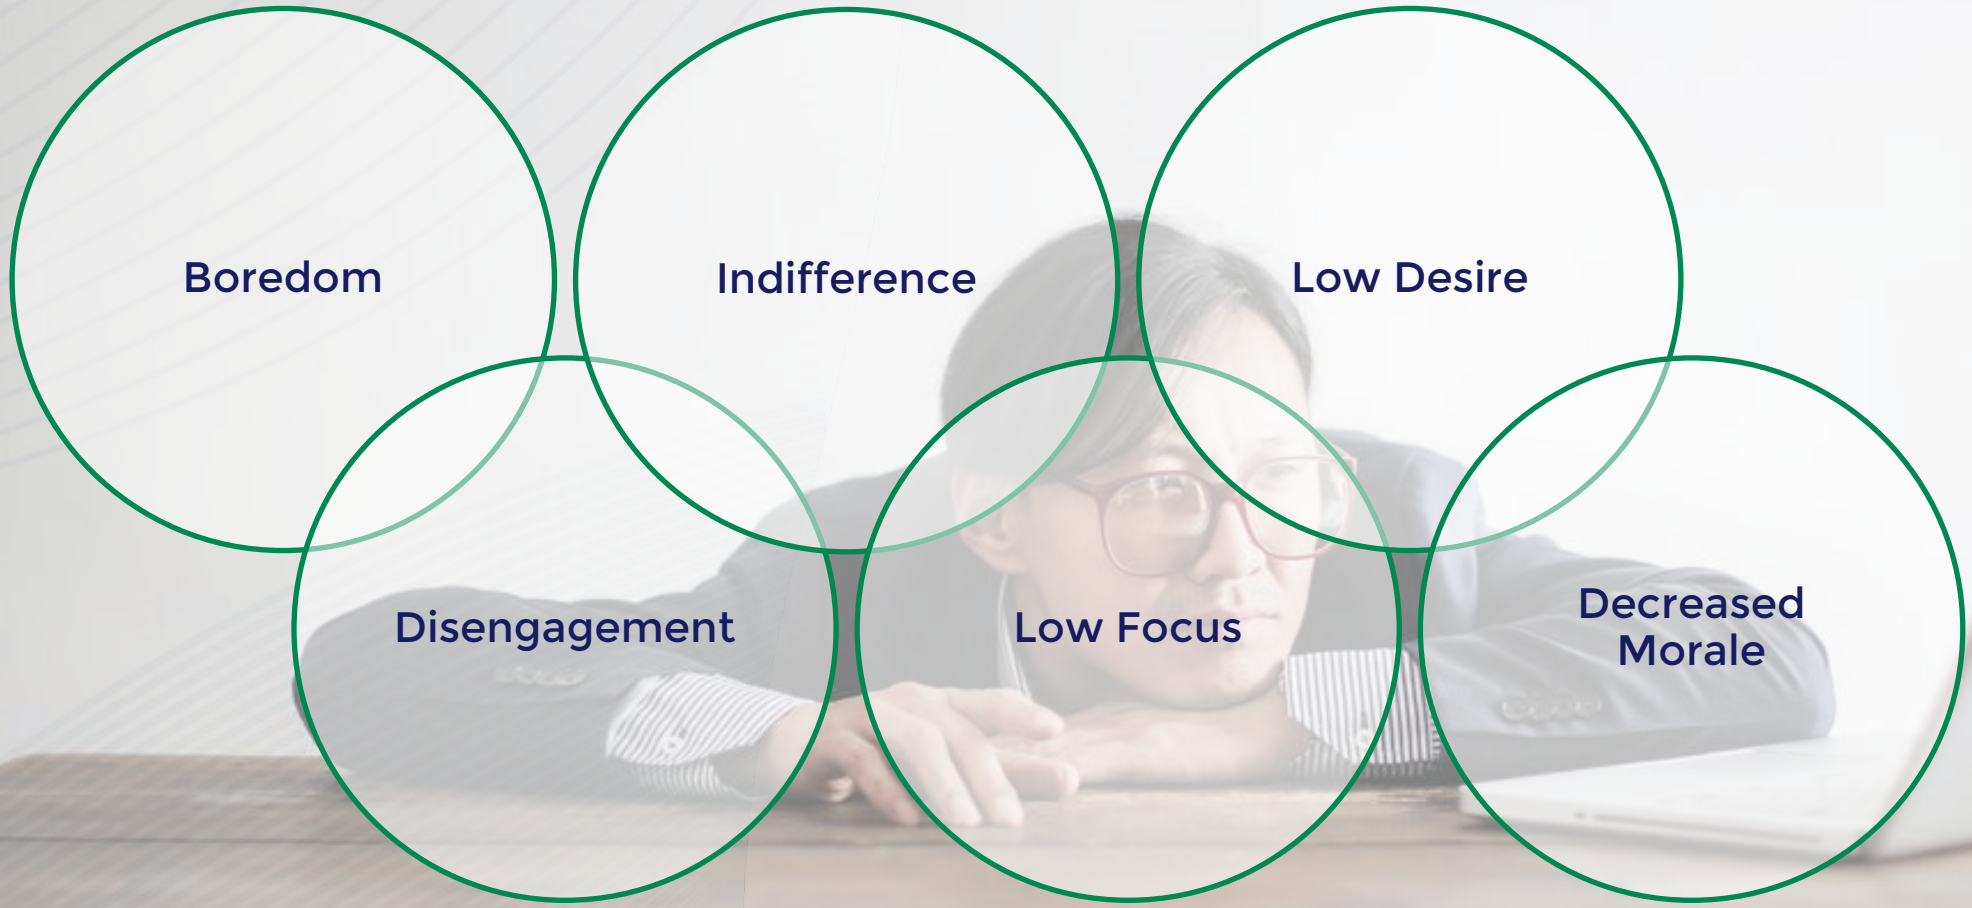 Boredom
Indifference
Low Desire
Disengagement
Low Focus
Decreased
Morale